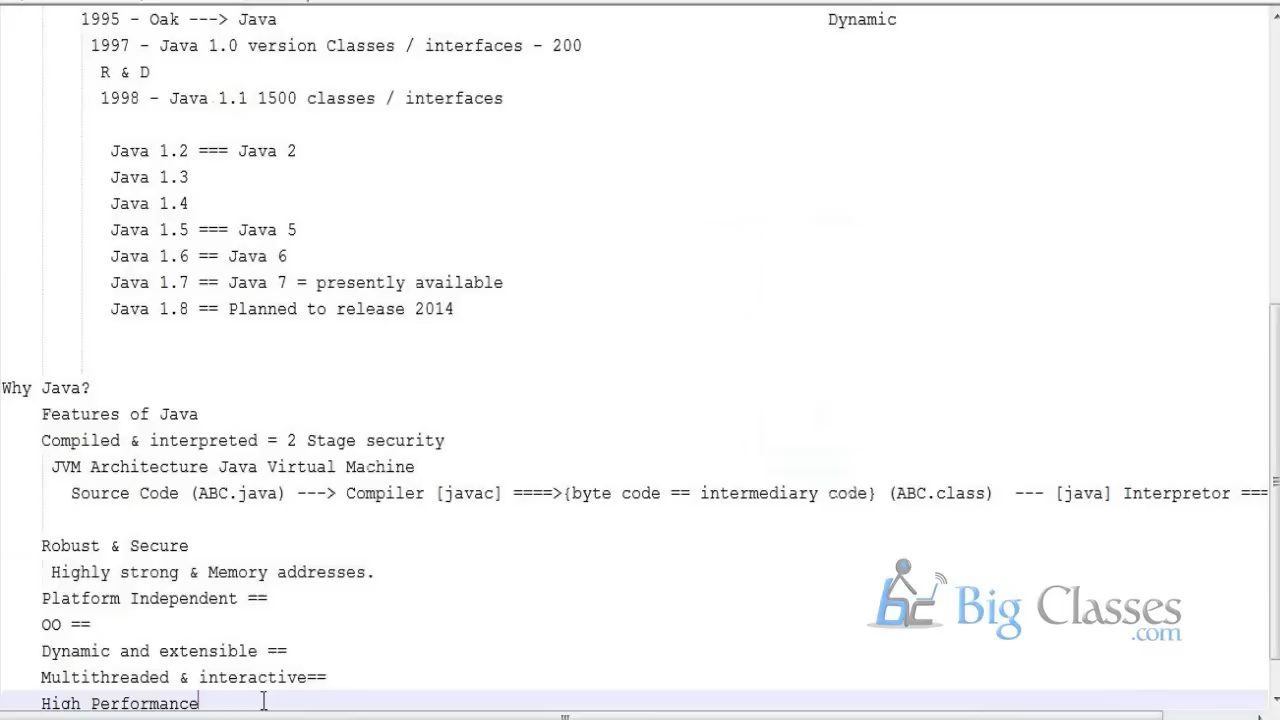 1995 - Oak ---> Java Dynamic
1997 - Java 1.0 version Classes / interfaces - 200
R & D
1998 - Java 1.1 1500 classes / interfaces
Java 1.2 === Java 2
Java 1.3
Java 1.4
Java 1.5 === Java 5
Java 1.6 == Java 6
Java 1.7 == Java 7 = presently available
Java 1.8 == Planned to release 2014
Why Java?
Features of Java
Compiled & interpreted = 2 Stage security
JVM Architecture Java Virtual Machine
Source Code (ABC.java) ---> Compiler [javac] ====>{byte code == intermediary code} (ABC.class) --- [java] Interpretor ===
Robust & Secure
Highly strong & Memory addresses.
Platform Independent ==
OO ==
Dynamic and extensible ==
Multithreaded & interactive==
High Performance
bc Big Classes
.com